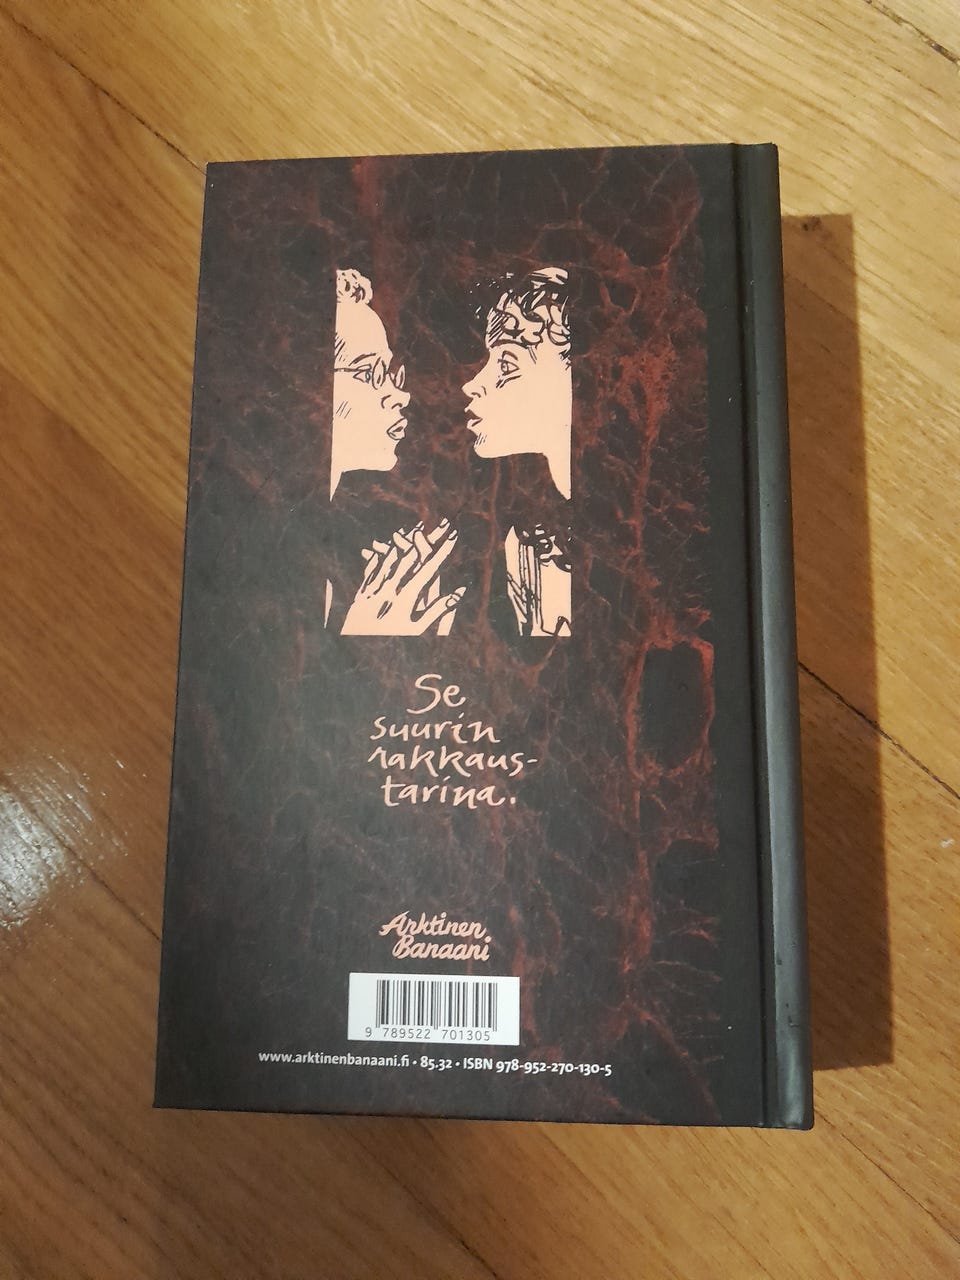 Se
suurin
rakkaus-
tarina.
Arktinen
Banaani
9 789522 701305
www.arktinenbanaani.fi • 85.32 • ISBN 978-952-270-130-5